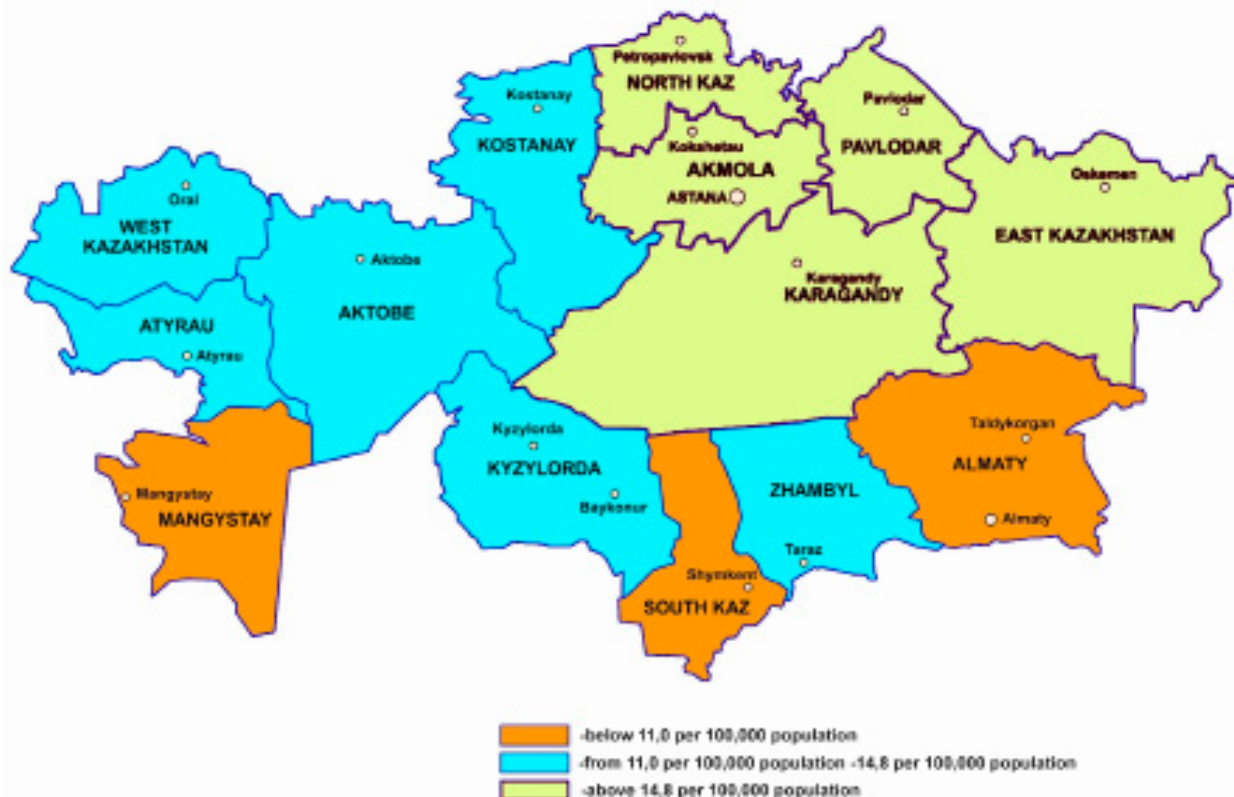 Petropavlovsk
NORTH KAZ
Kostanay
KOSTANAY
Pavlodar
PAVLODAR
Kokshetau
AKMOLA
ASTANA
Oskemen
EAST KAZAKHSTAN
Oral
WEST
KAZAKHSTAN
Aktobe
AKTOBE
Karagandy
KARAGANDY
ATYRAU
Atyrau
Kyzylorda
KYZYLORDA
Baykonur
Taldykorgan
ALMATY
Almaty
ZHAMBYL
Taraz
Mangystay
MANGYSTAY
Shymkent
SOUTH KAZ
-below 11,0 per 100,000 population
-from 11,0 per 100,000 population -14,8 per 100,000 population
-above 14,8 per 100,000 population